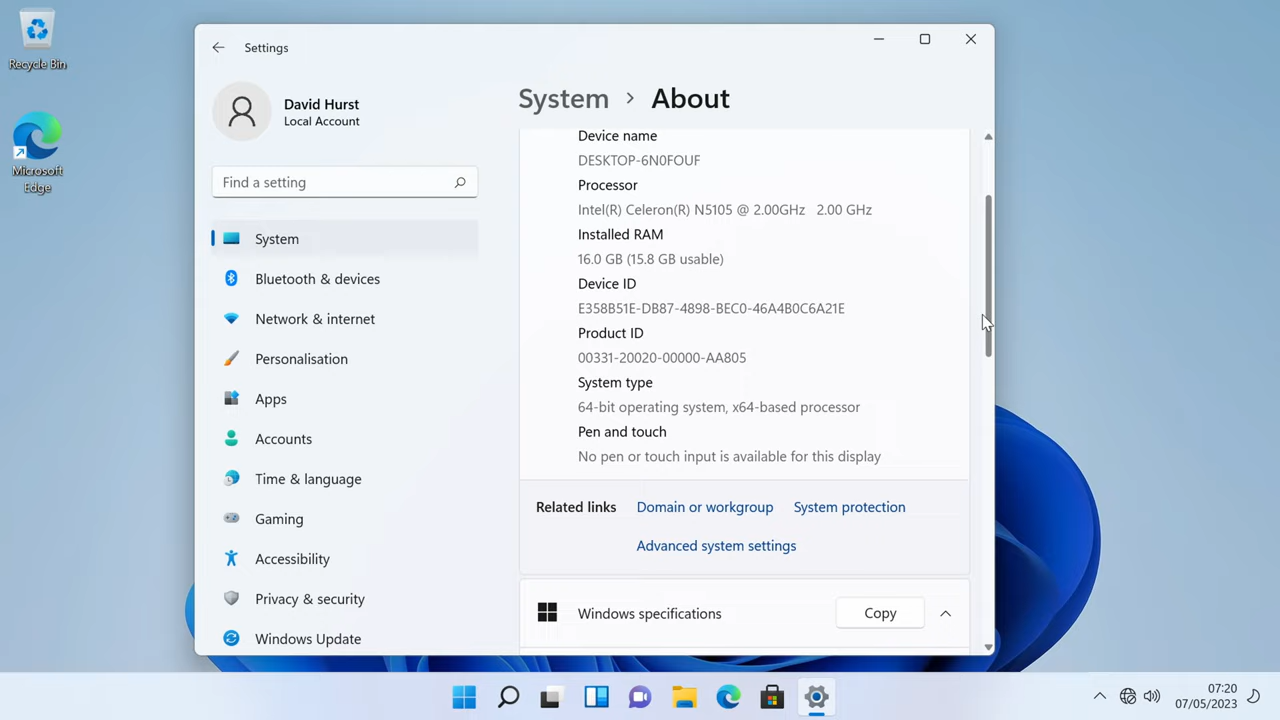 Recycle Bin
Microsoft
Edge
Settings
David Hurst
Local Account
Find a setting
System
Bluetooth & devices
Network & internet
Personalisation
Apps
Accounts
Time & language
Gaming
Accessibility
Privacy & security
Windows Update
System > About
Device name
DESKTOP-6N0FOUF
Processor
Intel(R) Celeron(R) N5105 @ 2.00GHz 2.00 GHz
Installed RAM
16.0 GB (15.8 GB usable)
Device ID
E358B51E-DB87-4898-BEC0-46A4B0C6A21E
Product ID
00331-20020-00000-AA805
System type
64-bit operating system, x64-based processor
Pen and touch
No pen or touch input is available for this display
Related links Domain or workgroup System protection
Advanced system settings
Windows specifications Copy
07:20
07/05/2023